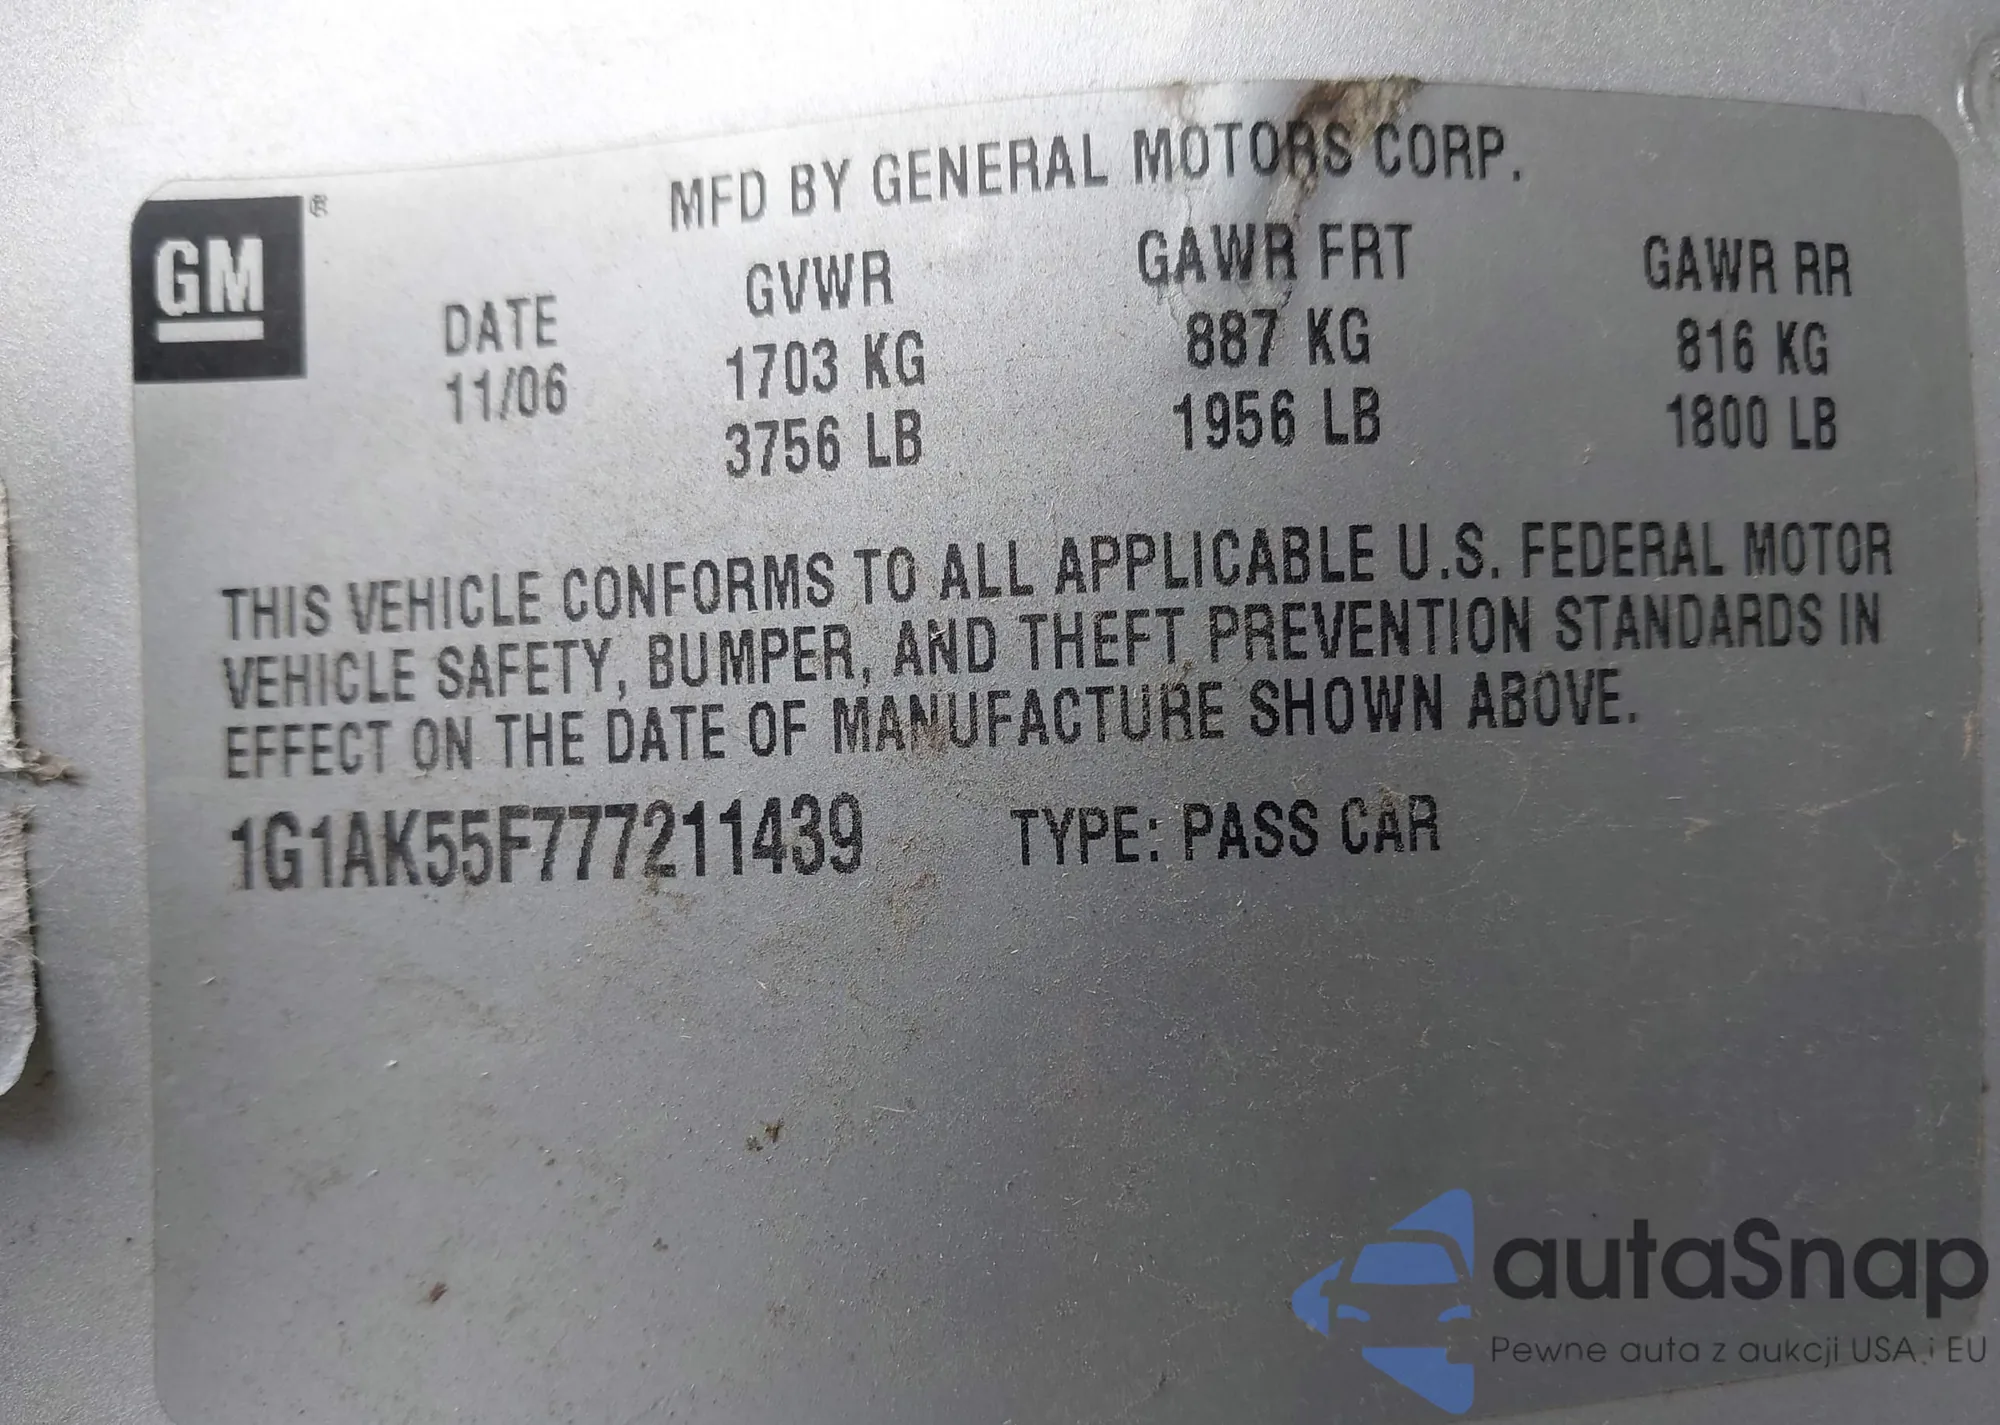 GM ®
MFD BY GENERAL MOTORS CORP.
DATE GVWR GAWR FRT GAWR RR
11/06 1703 KG 887 KG 816 KG
3756 LB 1956 LB 1800 LB
THIS VEHICLE CONFORMS TO ALL APPLICABLE U.S. FEDERAL MOTOR
VEHICLE SAFETY, BUMPER, AND THEFT PREVENTION STANDARDS IN
EFFECT ON THE DATE OF MANUFACTURE SHOWN ABOVE.
1G1AK55F777211439 TYPE: PASS CAR
autaSnap
Pewne auta z aukcji USA i EU